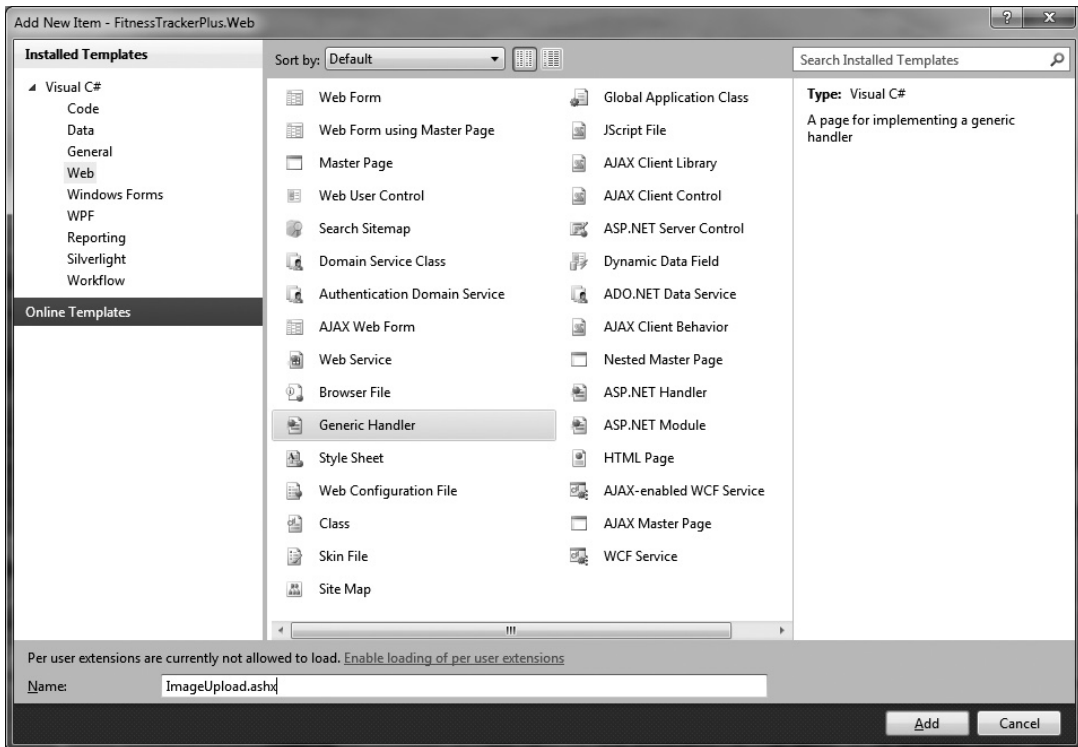 Add New Item - FitnessTrackerPlus.Web
? X
Installed Templates
Visual C#
Code
Data
General
Web
Windows Forms
WPF
Reporting
Silverlight
Workflow
Online Templates
Sort by: Default
Web Form
Web Form using Master Page
Master Page
Web User Control
Search Sitemap
Domain Service Class
Authentication Domain Service
AJAX Web Form
Web Service
Browser File
Generic Handler
Style Sheet
Web Configuration File
Class
Skin File
Site Map
Global Application Class
JScript File
AJAX Client Library
AJAX Client Control
ASP.NET Server Control
Dynamic Data Field
ADO.NET Data Service
AJAX Client Behavior
Nested Master Page
ASP.NET Handler
ASP.NET Module
HTML Page
AJAX-enabled WCF Service
AJAX Master Page
WCF Service
Search Installed Templates
Type: Visual C#
A page for implementing a generic
handler
Per user extensions are currently not allowed to load. Enable loading of per user extensions
Name: ImageUpload.ashx
Add Cancel